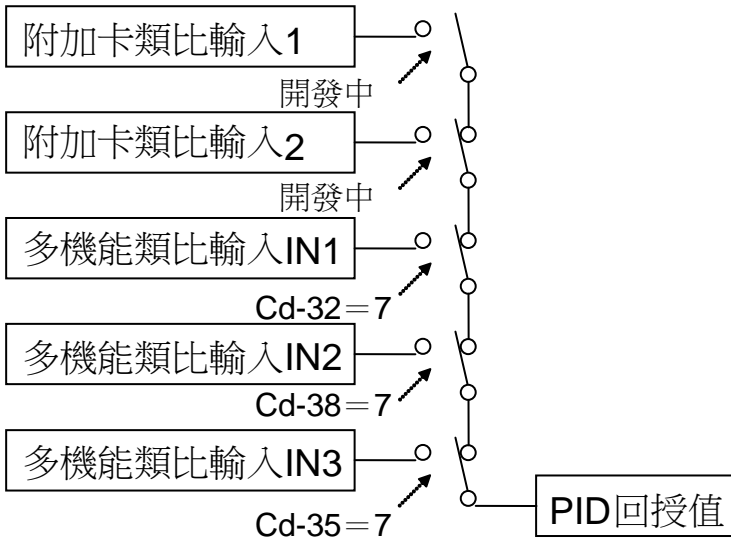 附加卡類比輸入1
開發中
附加卡類比輸入2
開發中
多機能類比輸入IN1
Cd-32＝7
多機能類比輸入IN2
Cd-38＝7
多機能類比輸入IN3
Cd-35＝7
PID回授值